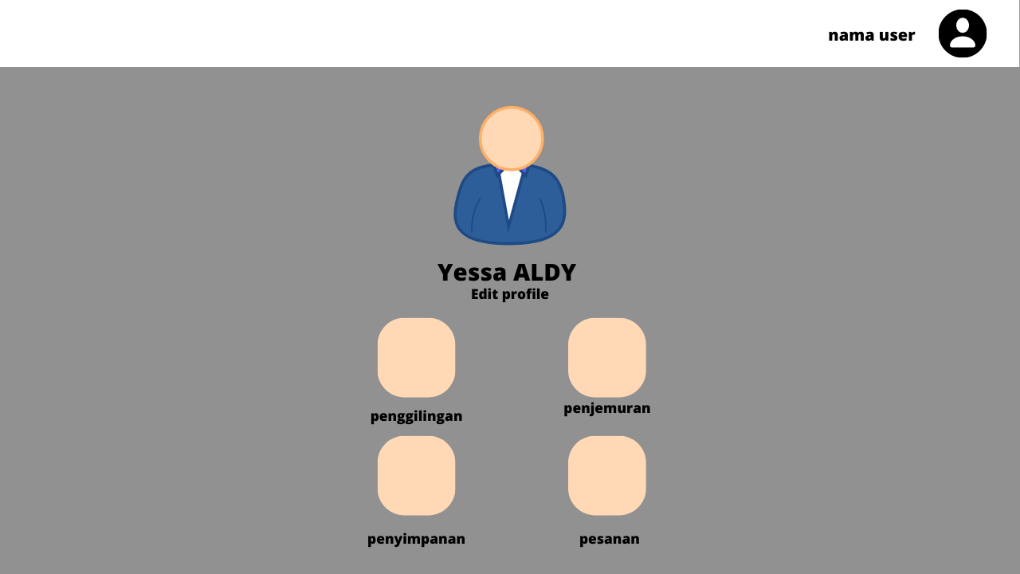 nama user
Yessa ALDY
Edit profile
penggilingan
penjemuran
penyimpanan
pesanan